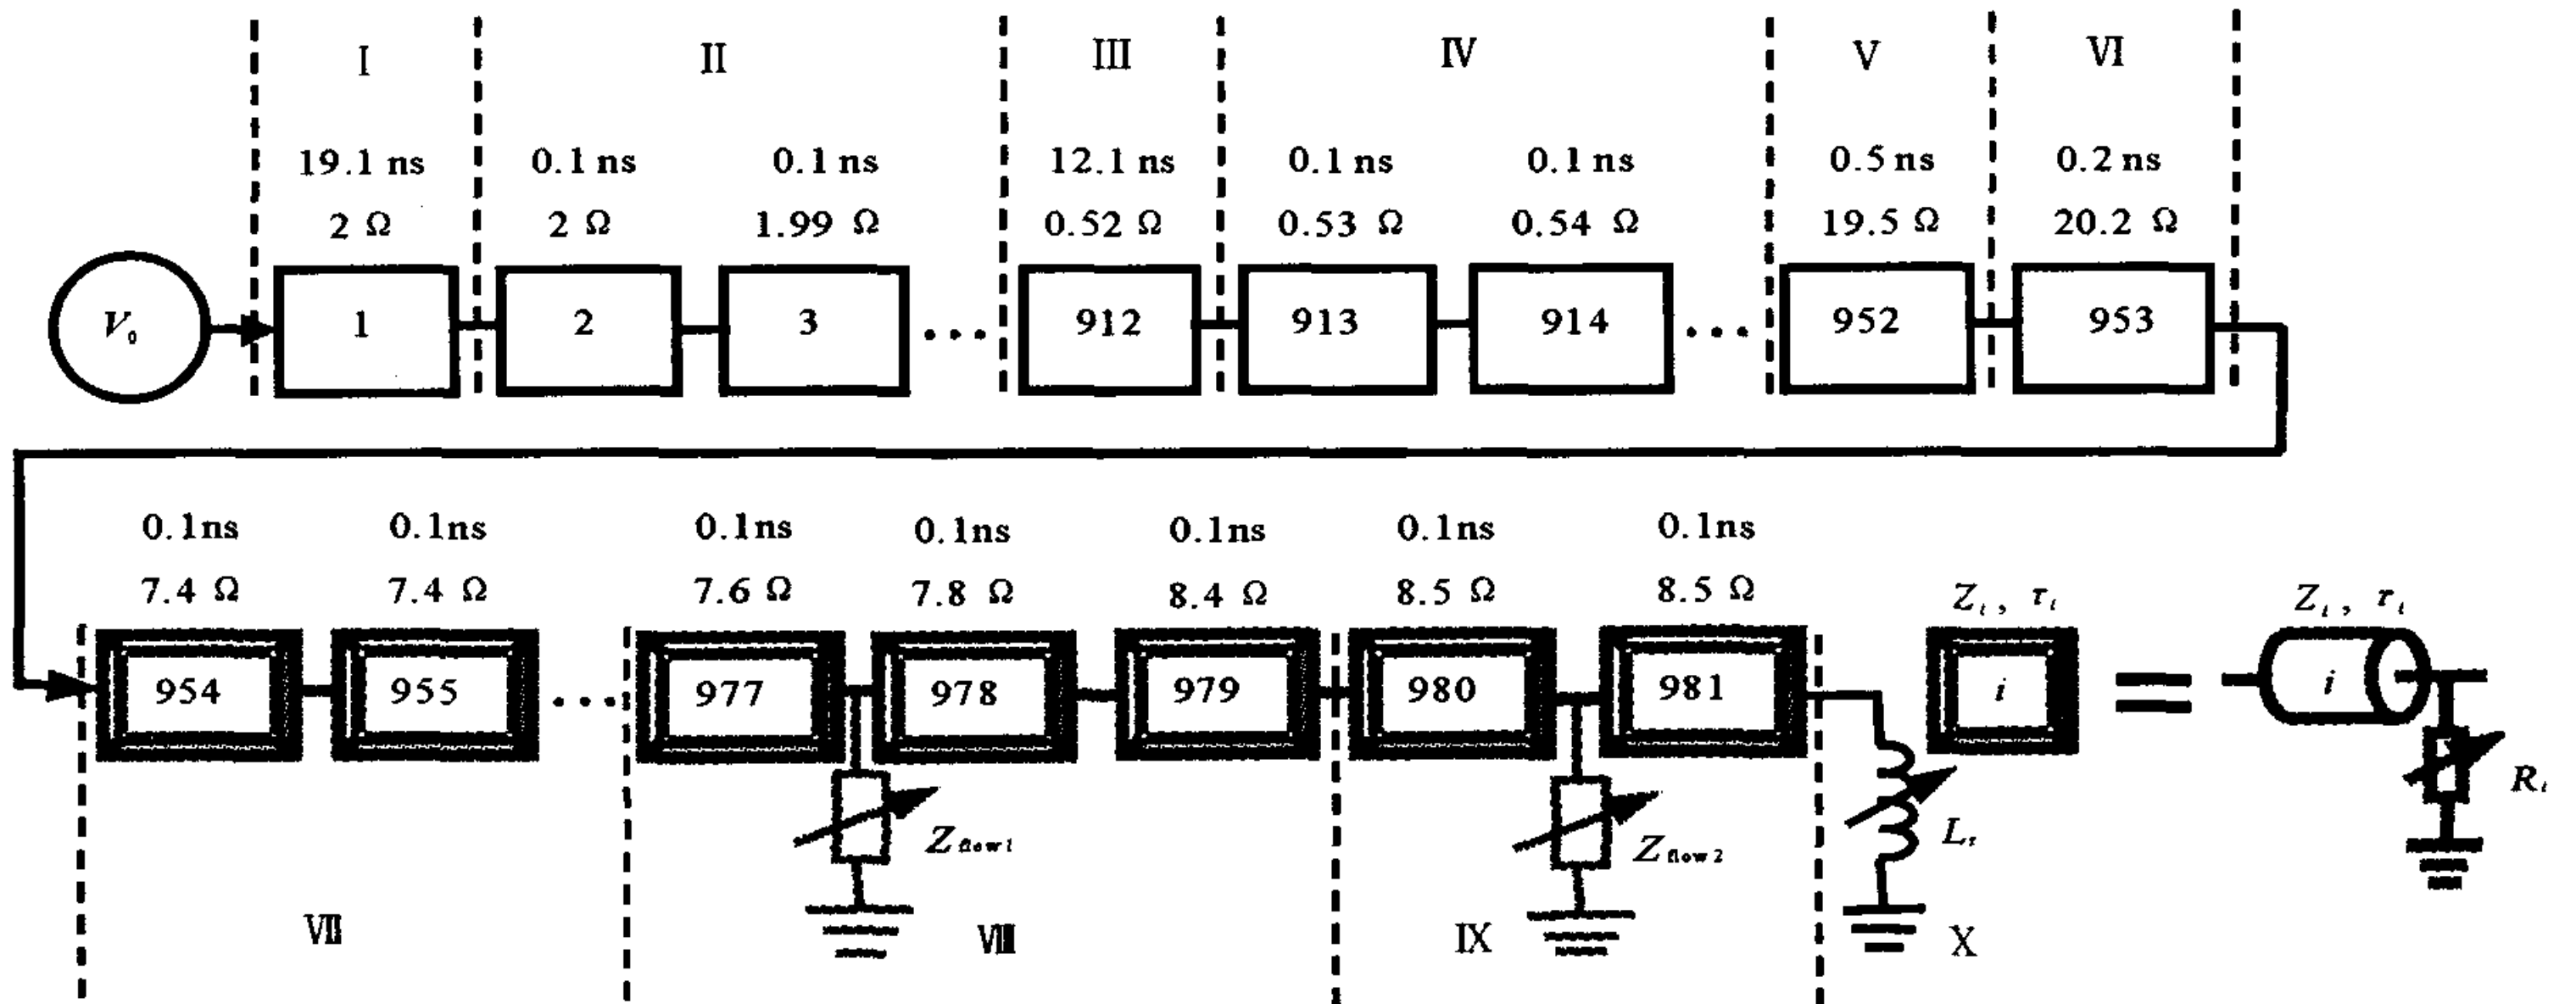 I II III IV V VI
19.1 ns 0.1 ns 0.1 ns 12.1 ns 0.1 ns 0.1 ns 0.5 ns 0.2 ns
2 Ω 2 Ω 1.99 Ω 0.52 Ω 0.53 Ω 0.54 Ω 19.5 Ω 20.2 Ω
V₀ 1 2 3 ... 912 913 914 ... 952 953
0.1ns 0.1ns 0.1ns 0.1ns 0.1ns 0.1ns 0.1ns
7.4 Ω 7.4 Ω 7.6 Ω 7.8 Ω 8.4 Ω 8.5 Ω 8.5 Ω Zᵢ, τᵢ Zᵢ, τᵢ
954 955 ... 977 978 979 980 981 i = i
Rᵢ
Z flow1 Z flow2 Lᵣ
VII VIII IX X